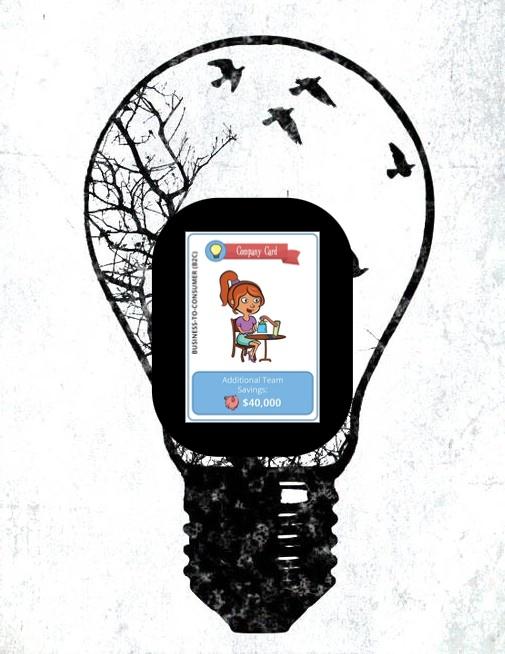 Company Card
BUSINESS-TO-CONSUMER (B2C)
Additional Team
Savings:
$40,000